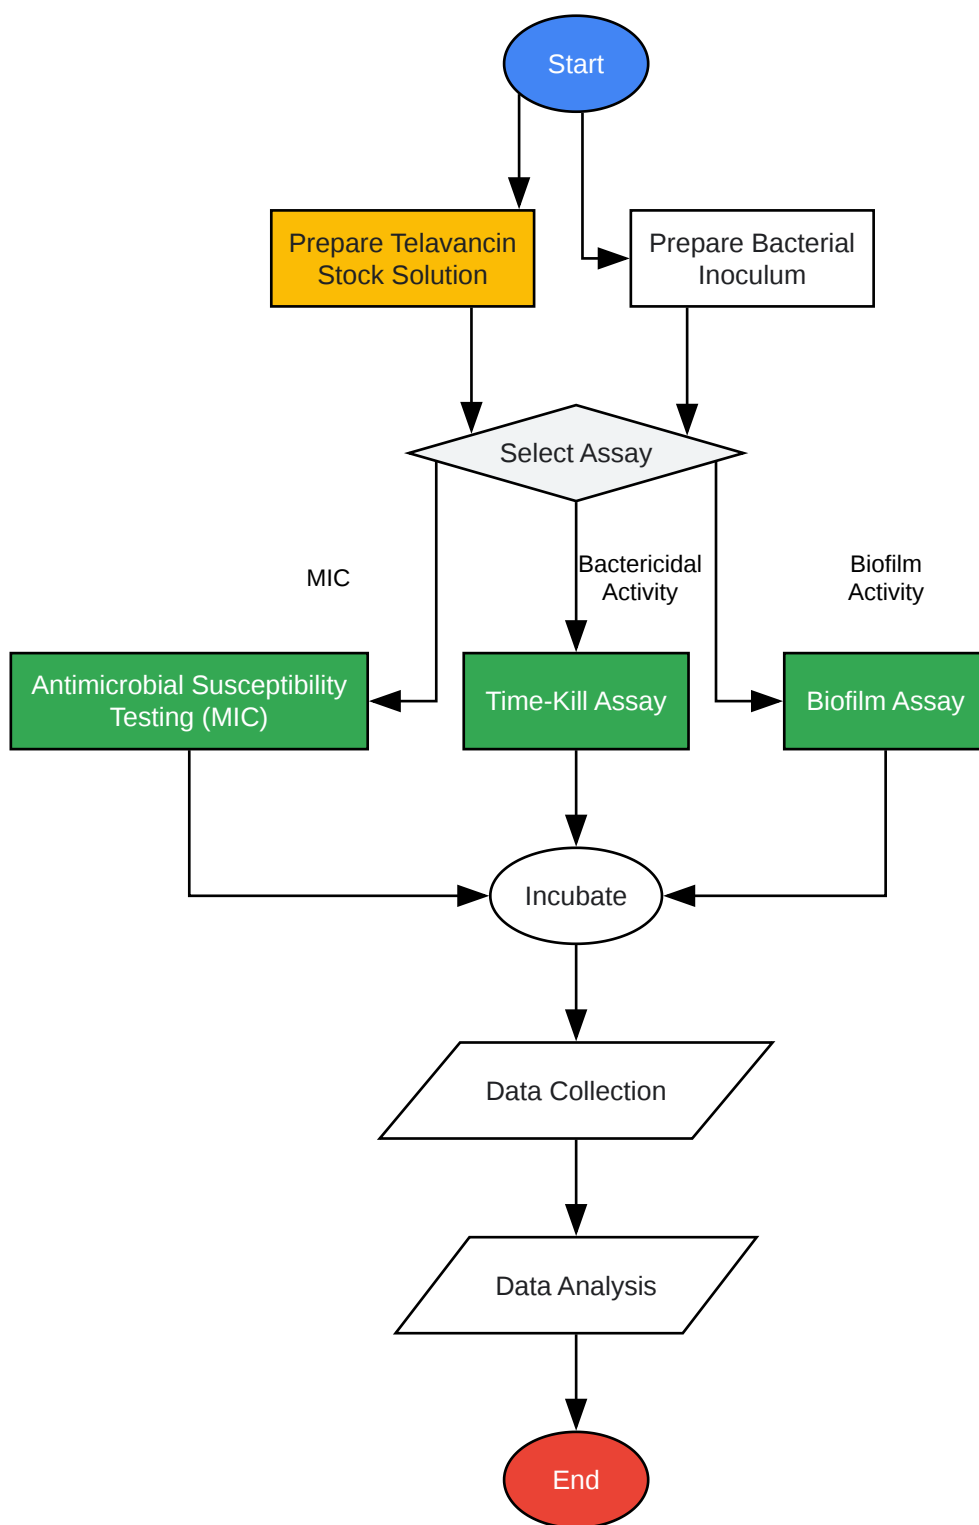 Start
Prepare Telavancin
Stock Solution
Prepare Bacterial
Inoculum
Select Assay
MIC
Bactericidal
Activity
Biofilm
Activity
Antimicrobial Susceptibility
Testing (MIC)
Time-Kill Assay
Biofilm Assay
Incubate
Data Collection
Data Analysis
End